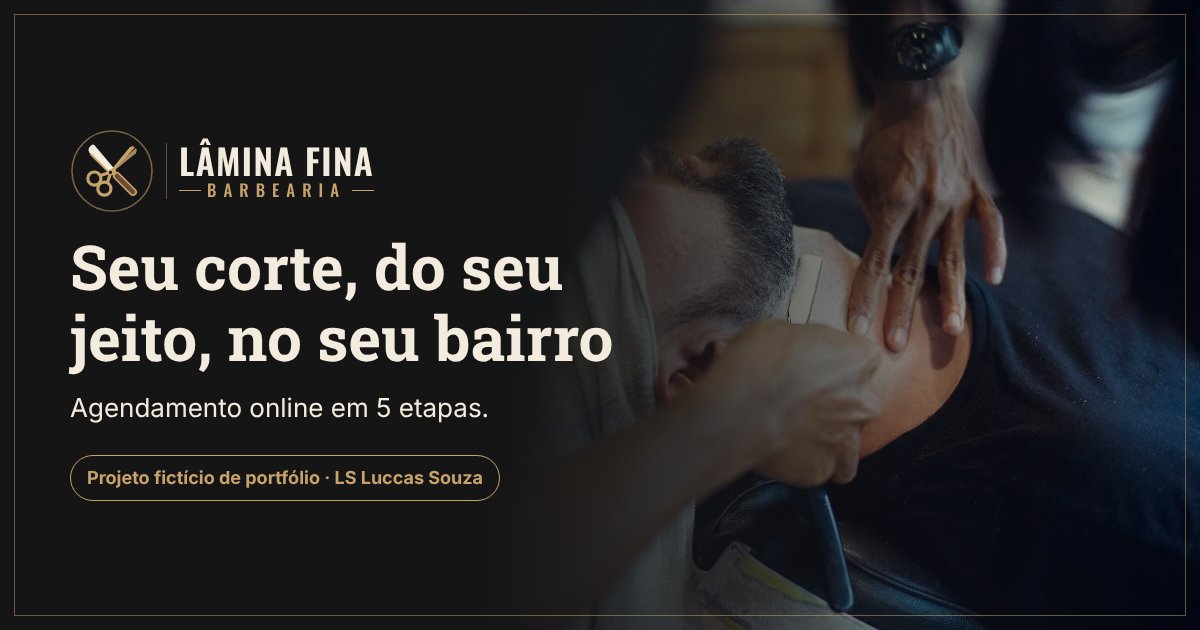 LÂMINA FINA
BARBEARIA
Seu corte, do seu
jeito, no seu bairro
Agendamento online em 5 etapas.
Projeto fictício de portfólio · LS Luccas Souza